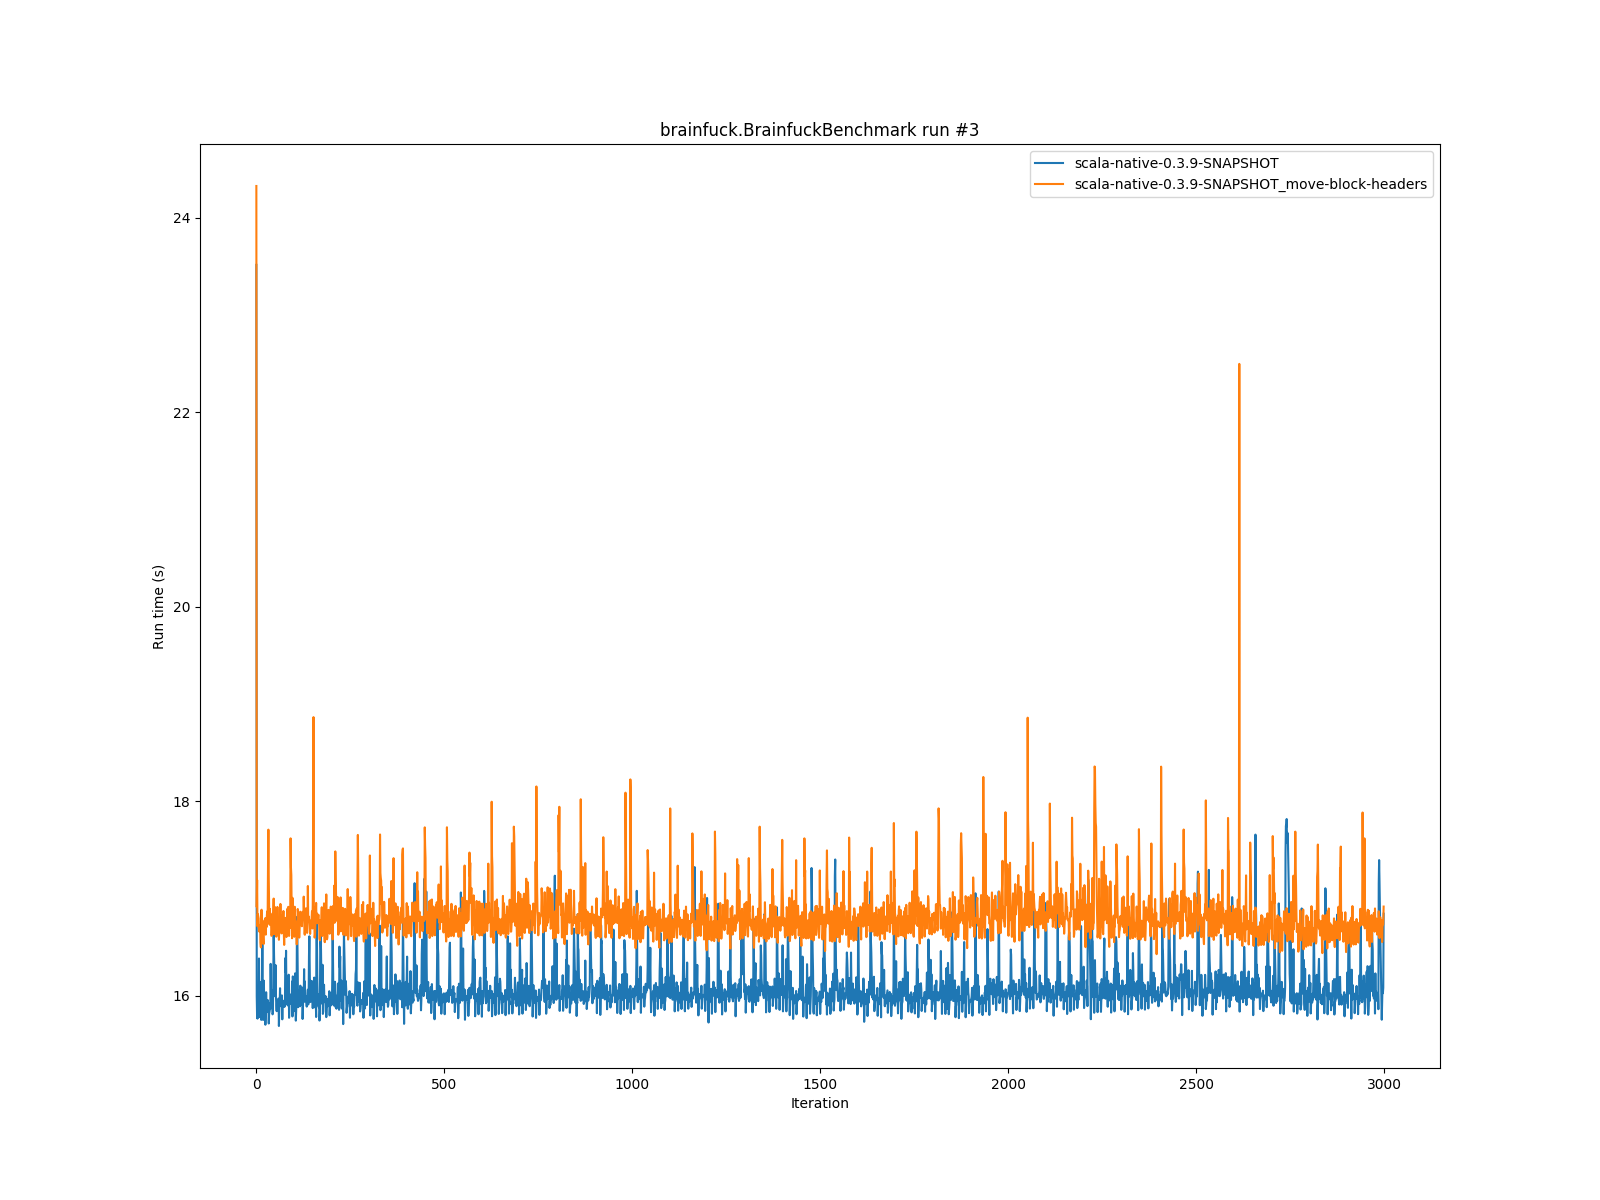 brainfuck.BrainfuckBenchmark run #3
scala-native-0.3.9-SNAPSHOT
scala-native-0.3.9-SNAPSHOT_move-block-headers
24
22
20
18
16
Run time (s)
0 500 1000 1500 2000 2500 3000
Iteration